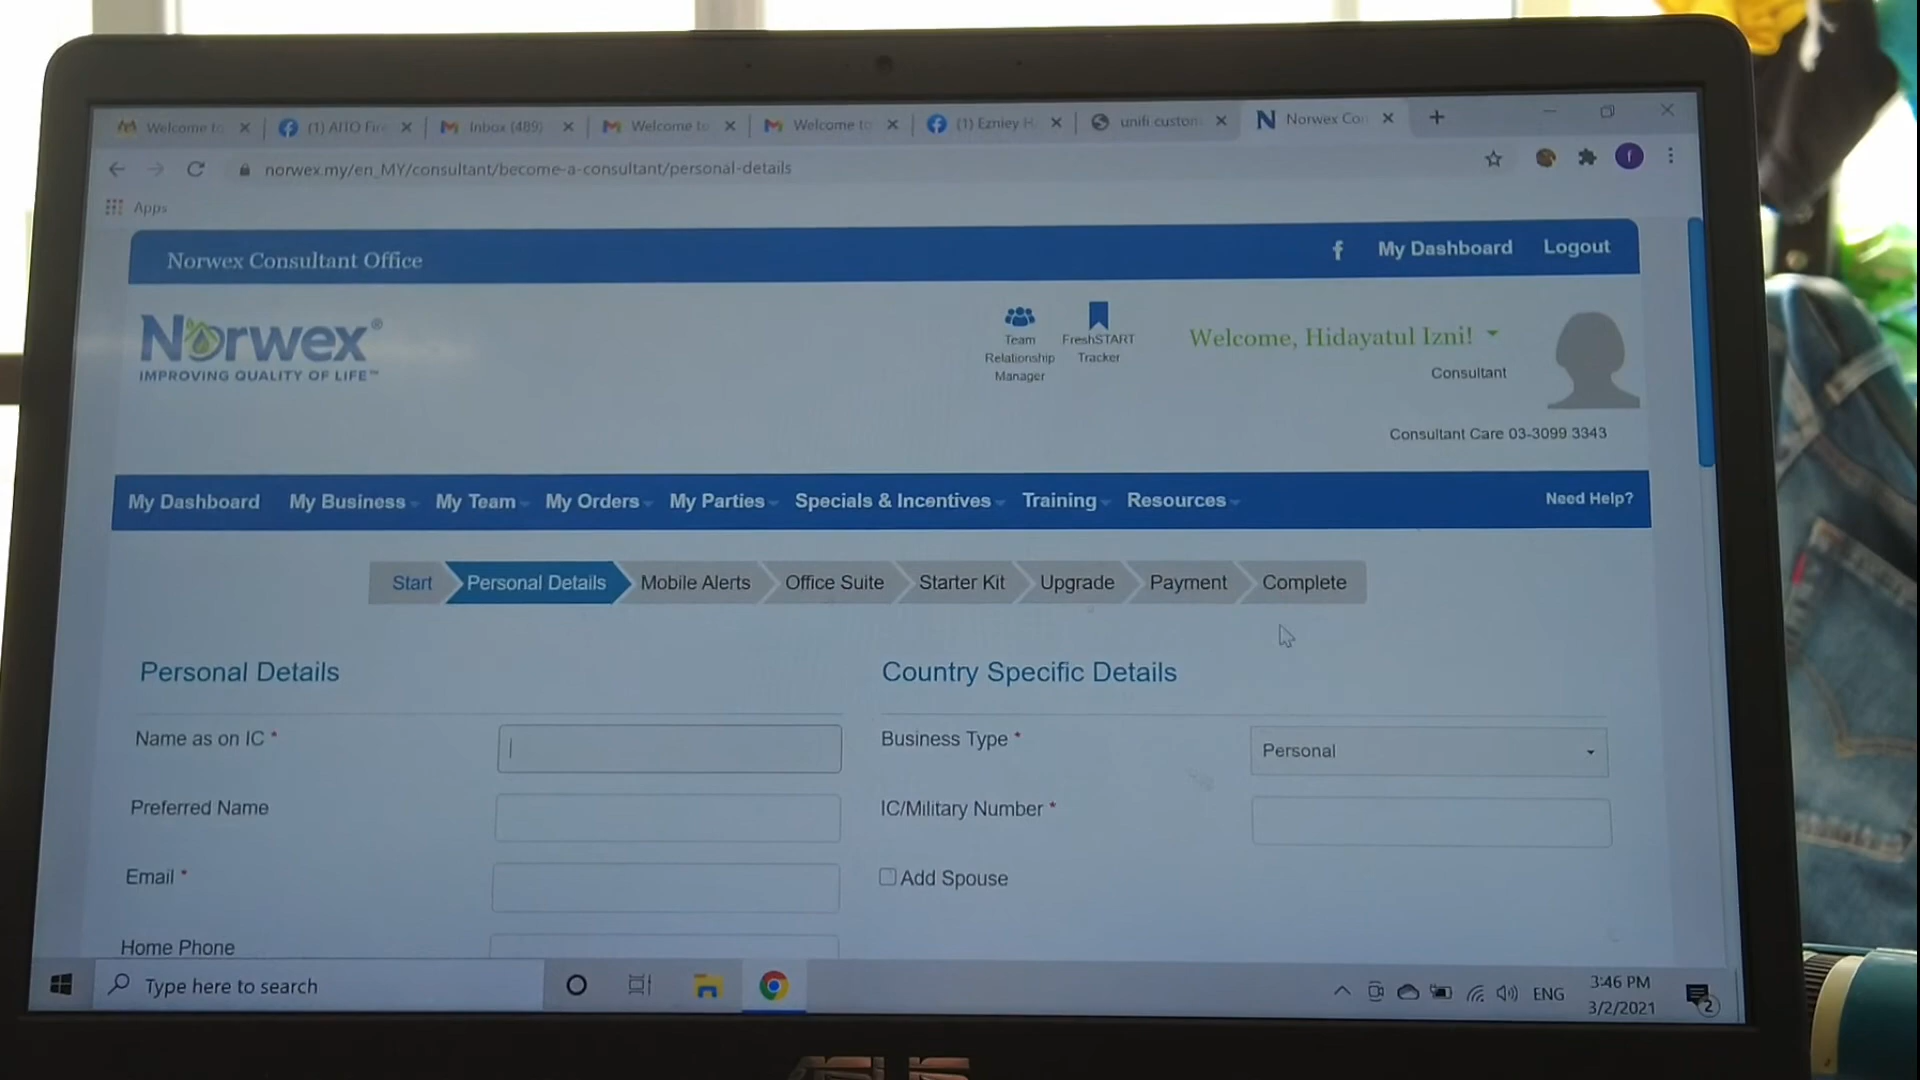 Welcome to
(1) AITO Fire
Inbox (489)
Welcome to
Welcome to
(1) Ezniey H
unifi custom
Norwex Con
norwex.my/en_MY/consultant/become-a-consultant/personal-details
f
Apps
Norwex Consultant Office
f My Dashboard Logout
Norwex®
IMPROVING QUALITY OF LIFE™
Team
Relationship
Manager
FreshSTART
Tracker
Welcome, Hidayatul Izni!
Consultant
Consultant Care 03-3099 3343
My Dashboard My Business My Team My Orders My Parties Specials & Incentives Training Resources Need Help?
Start Personal Details Mobile Alerts Office Suite Starter Kit Upgrade Payment Complete
Personal Details
Country Specific Details
Name as on IC *
Business Type * Personal
Preferred Name
IC/Military Number *
Email *
Add Spouse
Home Phone
Type here to search
ENG
3:46 PM
3/2/2021
2